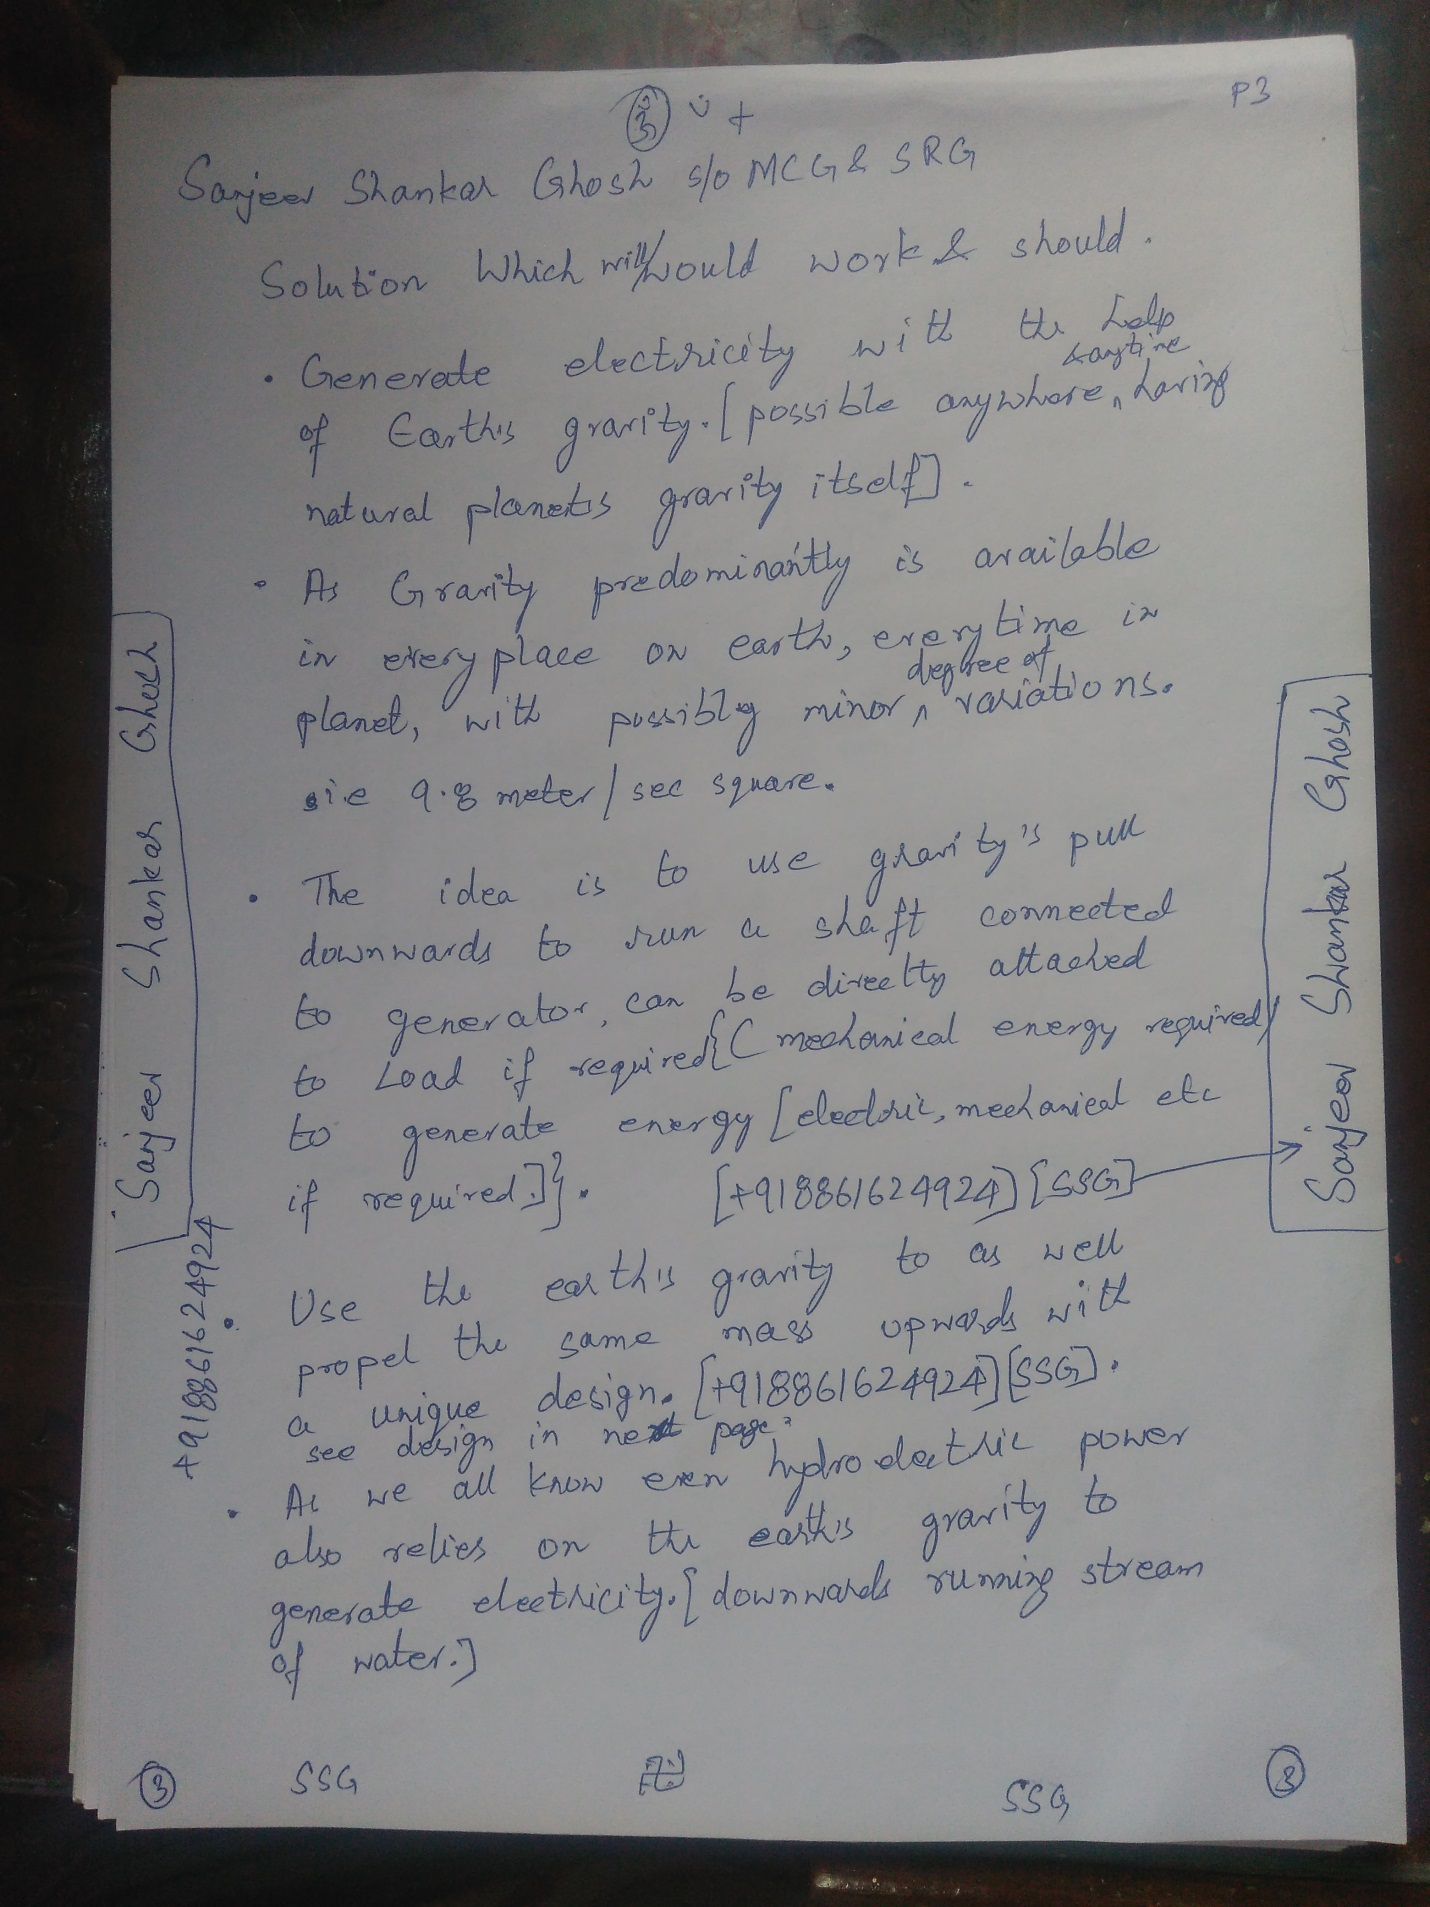 3
P3
Sanjeev Shankar Ghosh s/o MCG & SRG
Solution Which will/would work & should.
• Generate electricity with the help
& anytime
of Earth's gravity. [possible anywhere, having
natural planet's gravity itself].
• As Gravity predominantly is available
in every place on earth, everytime in
degree of
planet, with possibly minor variations.
i.e 9.8 meter/sec square.
• The idea is to use gravity's pull
downwards to run a shaft connected
to generator, can be directly attached
to Load if required{(mechanical energy required)
to generate energy [electric, mechanical etc
if required.]}. [+918861624924] [SSG]
• Use the earth's gravity to as well
propel the same mass upwards with
a unique design. [+918861624924] [SSG].
see design in next page
• As we all know even hydro electric power
also relies on the earth's gravity to
generate electricity. [downwards running stream
of water.]
Sanjeev Shankar Ghosh
+918861624924
Sanjeev Shankar Ghosh
3
SSG
SSG
3